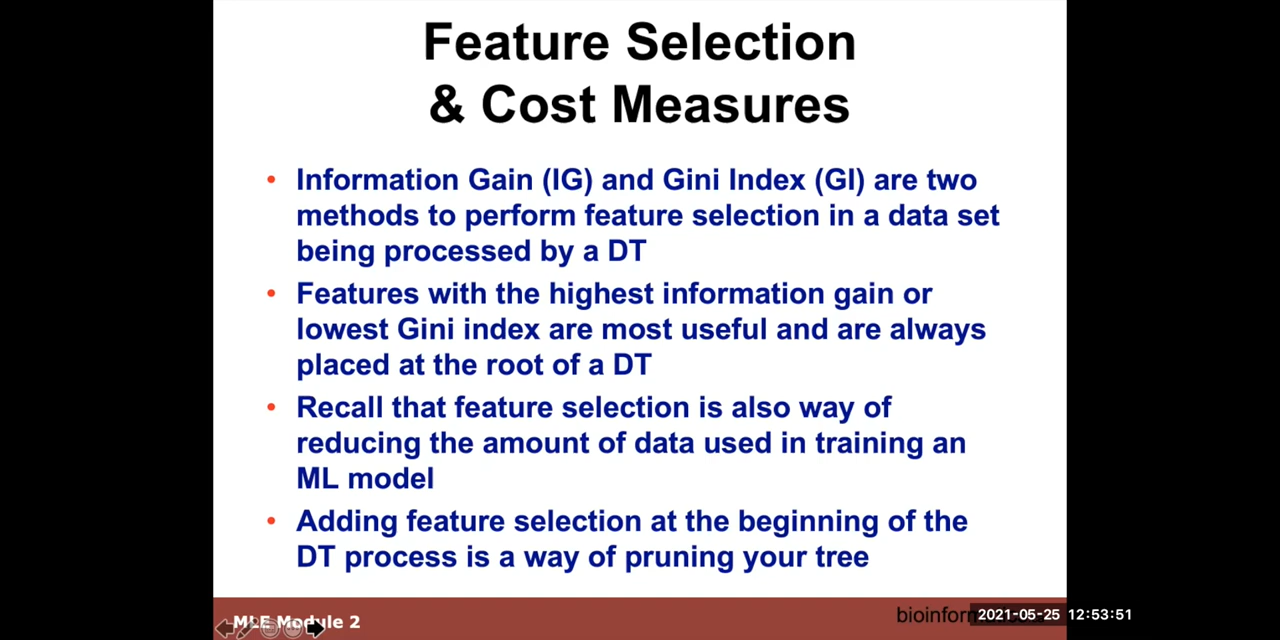 Feature Selection
& Cost Measures
• Information Gain (IG) and Gini Index (GI) are two
methods to perform feature selection in a data set
being processed by a DT
• Features with the highest information gain or
lowest Gini index are most useful and are always
placed at the root of a DT
• Recall that feature selection is also way of
reducing the amount of data used in training an
ML model
• Adding feature selection at the beginning of the
DT process is a way of pruning your tree
MLE Module 2
2021-05-25 12:53:51